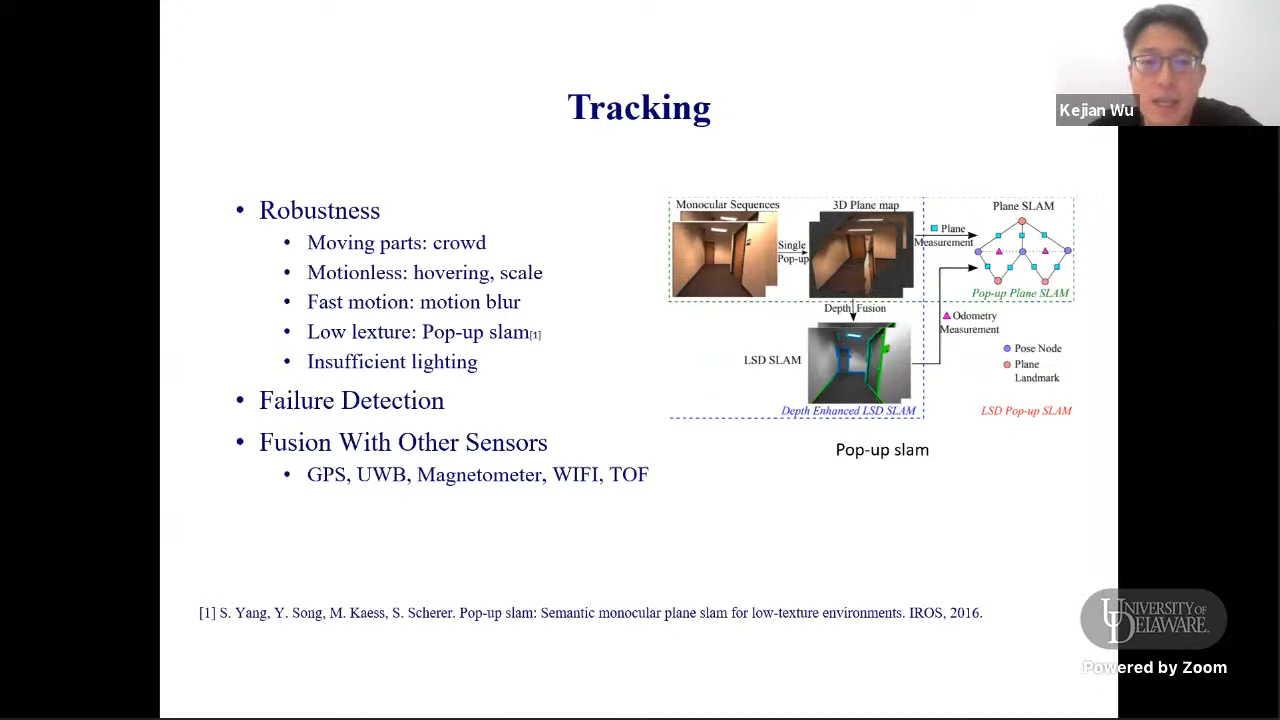 Kejian Wu
Tracking
• Robustness
• Moving parts: crowd
• Motionless: hovering, scale
• Fast motion: motion blur
• Low lexture: Pop-up slam[1]
• Insufficient lighting
• Failure Detection
• Fusion With Other Sensors
• GPS, UWB, Magnetometer, WIFI, TOF
Monocular Sequences
3D Plane map
Plane SLAM
Single
Pop-up
Plane
Measurement
Pop-up Plane SLAM
Depth Fusion
Odometry
Measurement
LSD SLAM
Pose Node
Plane
Landmark
Depth Enhanced LSD SLAM
LSD Pop-up SLAM
Pop-up slam
[1] S. Yang, Y. Song, M. Kaess, S. Scherer. Pop-up slam: Semantic monocular plane slam for low-texture environments. IROS, 2016.
UNIVERSITY OF
DELAWARE.
Powered by Zoom